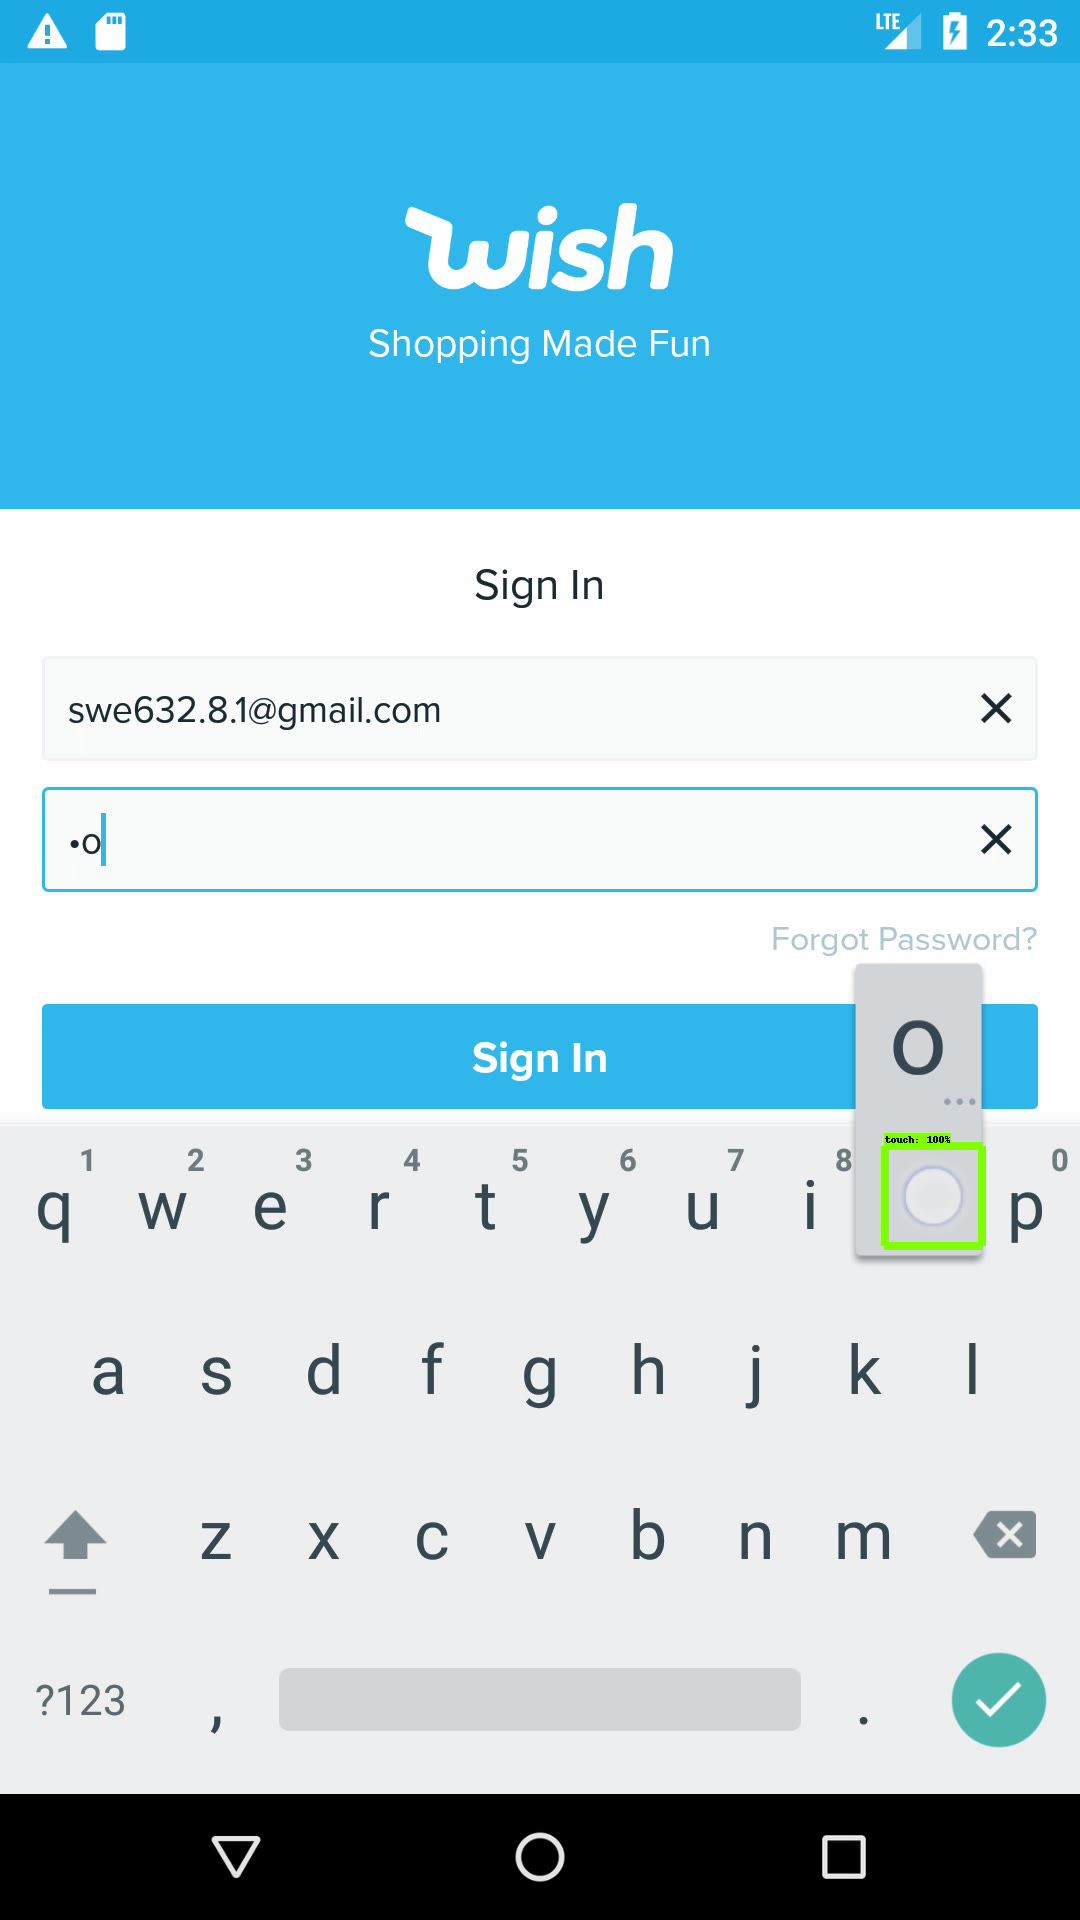 LTE 2:33
wish
Shopping Made Fun
Sign In
swe632.8.1@gmail.com
•o
Forgot Password?
Sign In
o
...
touch: 100%
1 2 3 4 5 6 7 8 0
q w e r t y u i p
a s d f g h j k l
z x c v b n m
?123 , .